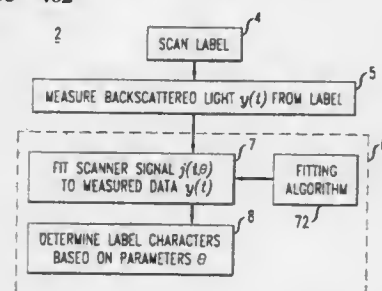 2
4
SCAN LABEL
5
MEASURE BACKSCATTERED LIGHT y(t) FROM LABEL
7
FIT SCANNER SIGNAL j(t,θ)
TO MEASURED DATA y(t)
FITTING
ALGORITHM
72
8
DETERMINE LABEL CHARACTERS
BASED ON PARAMETERS θ